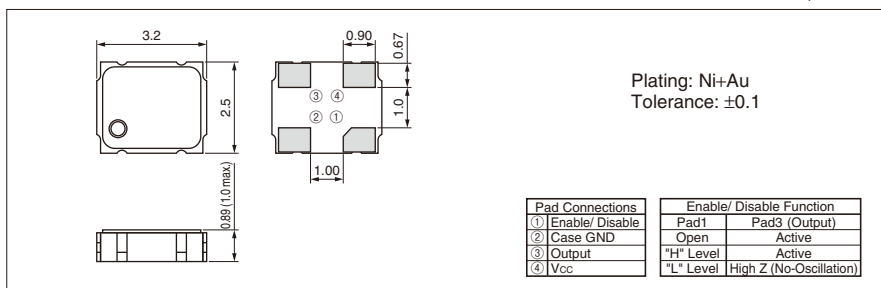 3.2
2.5
0.89 (1.0 max.)
0.90
0.67
1.0
1.00
③ ④
② ①
Plating: Ni+Au
Tolerance: ±0.1
Pad Connections
① Enable/ Disable
② Case GND
③ Output
④ Vcc
Enable/ Disable Function
Pad1 Pad3 (Output)
Open Active
"H" Level Active
"L" Level High Z (No-Oscillation)